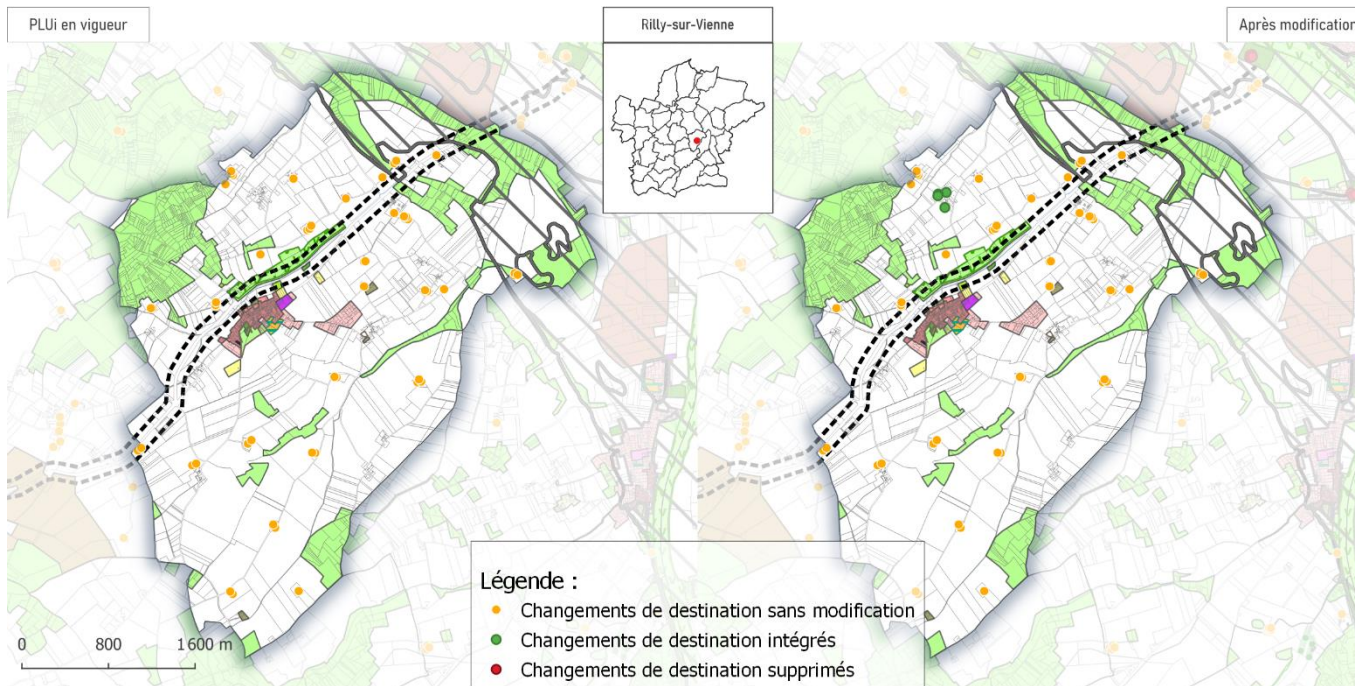 PLUi en vigueur
Rilly-sur-Vienne
Après modification
Légende :
Changements de destination sans modification
Changements de destination intégrés
Changements de destination supprimés
0 800 1600 m